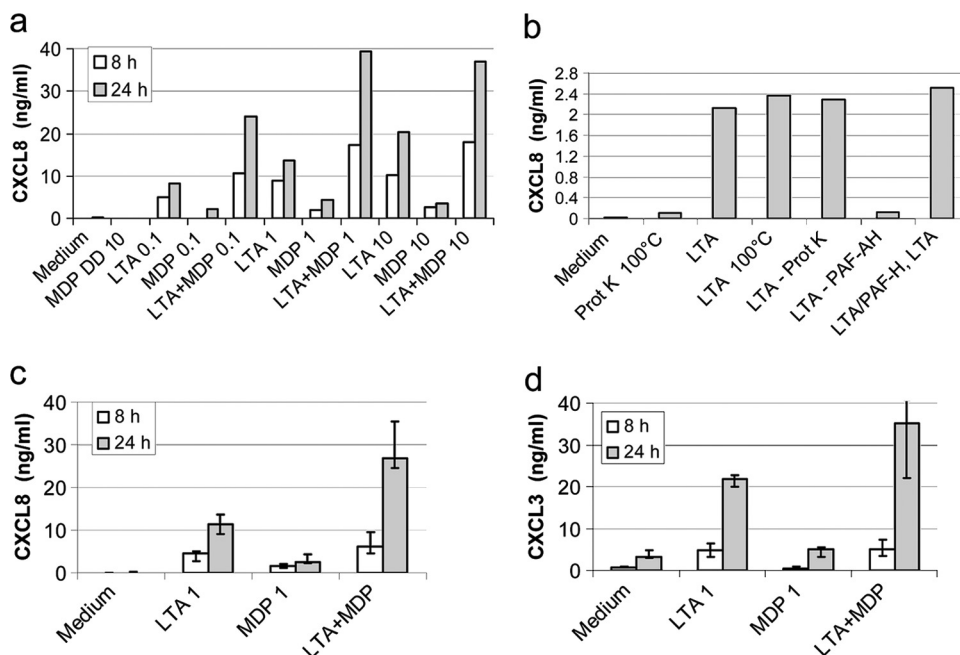 a
CXCL8 (ng/ml)
40
30
20
10
0
8 h
24 h
Medium
MDP DD 10
LTA 0.1
MDP 0.1
LTA+MDP 0.1
LTA 1
MDP 1
LTA+MDP 1
LTA 10
MDP 10
LTA+MDP 10
b
CXCL8 (ng/ml)
2.8
2.4
2
1.6
1.2
0.8
0.4
0
Medium
Prot K 100°C
LTA
LTA 100°C
LTA - Prot K
LTA - PAF-AH
LTA/PAF-H, LTA
c
CXCL8 (ng/ml)
40
30
20
10
0
8 h
24 h
Medium
LTA 1
MDP 1
LTA+MDP
d
CXCL3 (ng/ml)
40
30
20
10
0
8 h
24 h
Medium
LTA 1
MDP 1
LTA+MDP